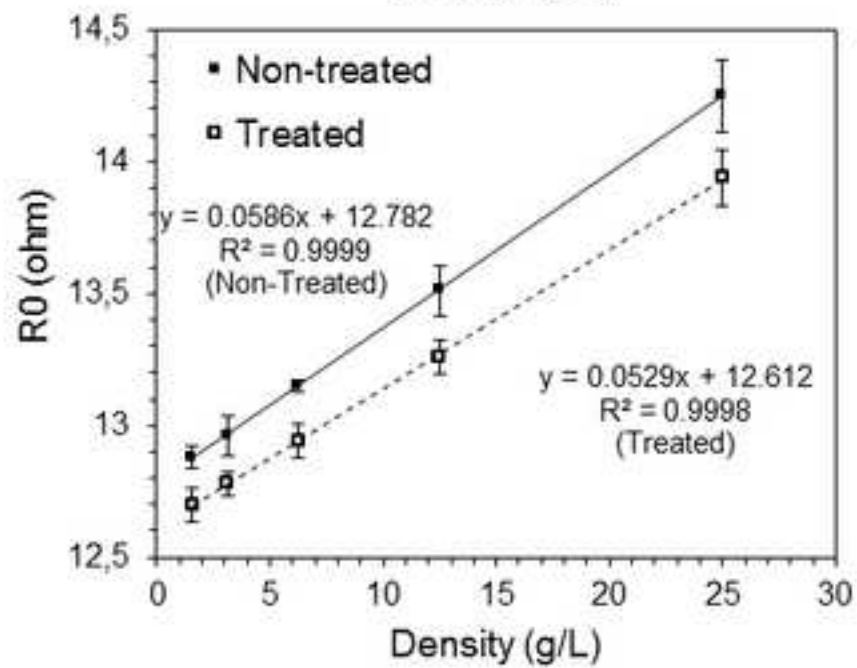 14,5
Non-treated
Treated
14
y = 0.0586x + 12.782
R² = 0.9999
(Non-Treated)
R0 (ohm)
13,5
y = 0.0529x + 12.612
R² = 0.9998
(Treated)
13
12,5
0 5 10 15 20 25 30
Density (g/L)